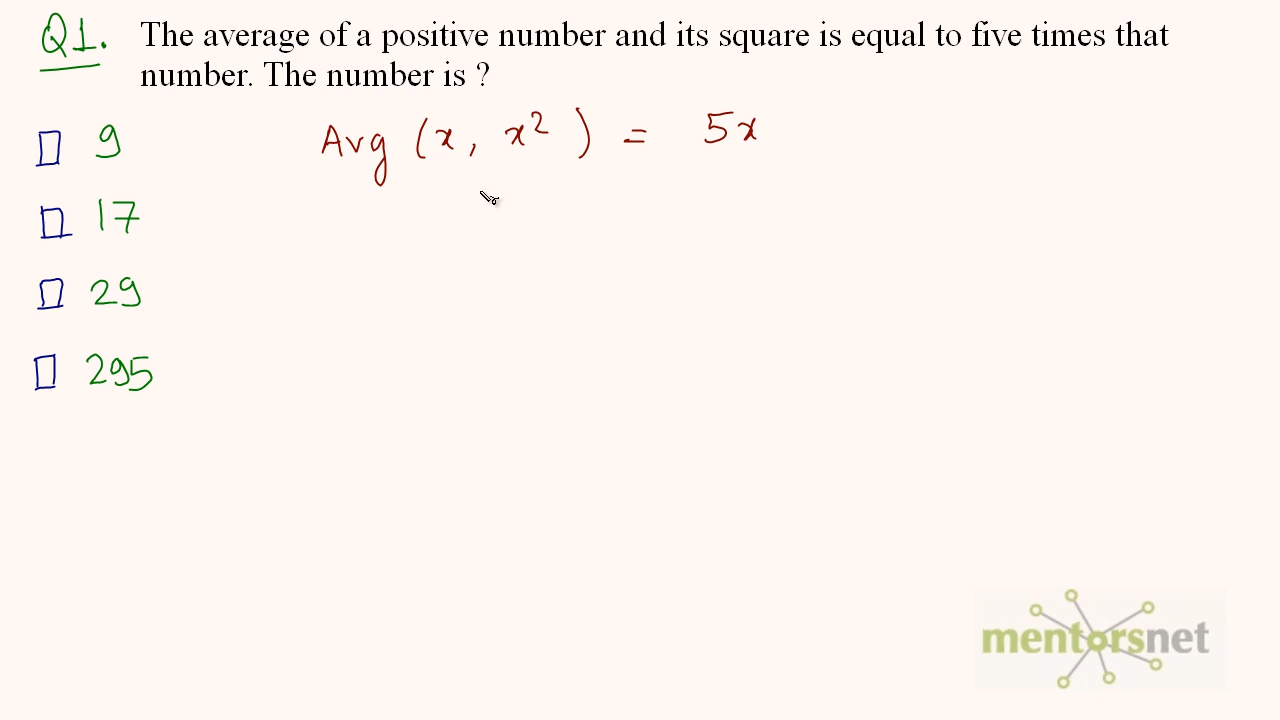 Q1. The average of a positive number and its square is equal to five times that
number. The number is ?
Avg (x, x²) = 5x
9
17
29
295
mentorsnet